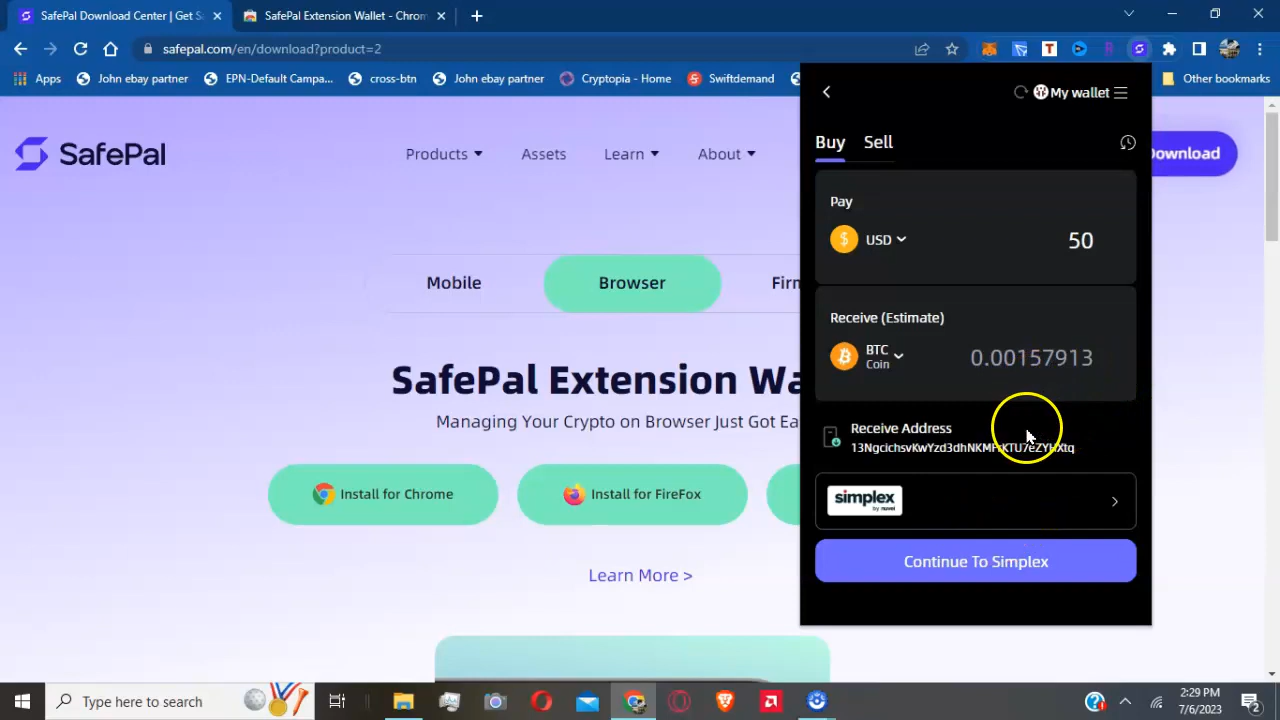 SafePal Download Center | Get S
SafePal Extension Wallet - Chrom
safepal.com/en/download?product=2
Apps
John ebay partner
EPN-Default Campa...
cross-btn
John ebay partner
Cryptopia - Home
Swiftdemand
Other bookmarks
SafePal
Products
Assets
Learn
About
Download
Mobile
Browser
Firm
SafePal Extension Wa
Managing Your Crypto on Browser Just Got Ea
Install for Chrome
Install for FireFox
Learn More >
My wallet
Buy
Sell
Pay
$
USD
50
Receive (Estimate)
BTC
Coin
0.00157913
Receive Address
simplex
by nuvei
Continue To Simplex
Type here to search
2:29 PM
7/6/2023
2